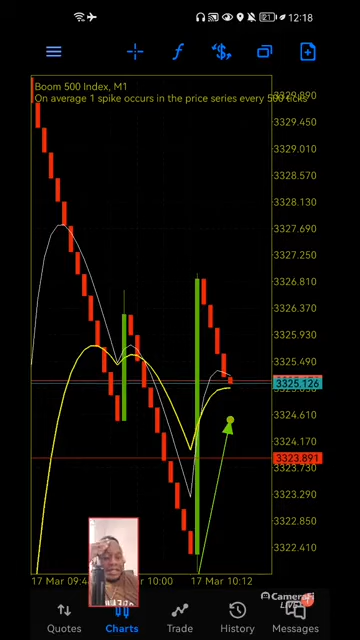 12:18
Boom 500 Index, M1
On average 1 spike occurs in the price series every 500 ticks
3329.890
3329.450
3329.010
3328.570
3328.130
3327.690
3327.250
3326.810
3326.370
3325.930
3325.490
3325.126
3324.610
3324.170
3323.891
3323.730
3323.290
3322.850
3322.410
17 Mar 09:4
ar 10:00
17 Mar 10:12
CameraFi
LIVE
Quotes
Charts
Trade
History
Messages